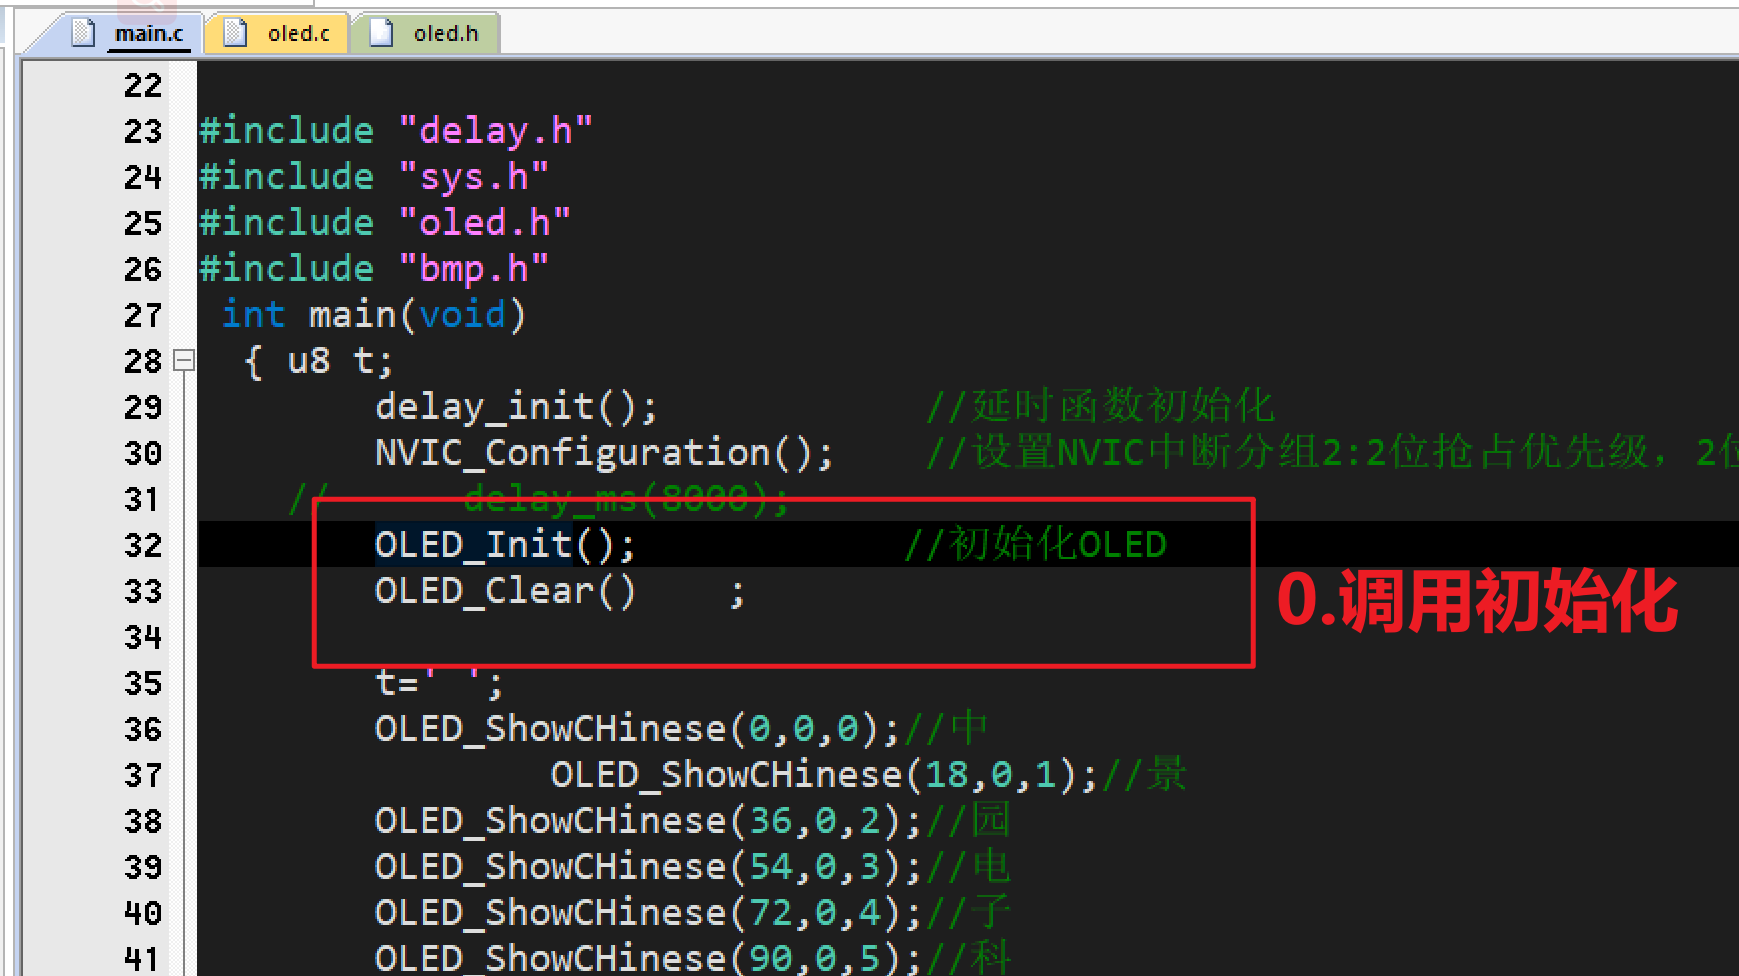 main.c oled.c oled.h
22
23 #include "delay.h"
24 #include "sys.h"
25 #include "oled.h"
26 #include "bmp.h"
27 int main(void)
28 { u8 t;
29 delay_init(); //延时函数初始化
30 NVIC_Configuration(); //设置NVIC中断分组2:2位抢占优先级，2位
31 // delay_ms(8000);
32 OLED_Init(); //初始化OLED
33 OLED_Clear() ;
0.调用初始化
34
35 t=' ';
36 OLED_ShowCHinese(0,0,0);//中
37 OLED_ShowCHinese(18,0,1);//景
38 OLED_ShowCHinese(36,0,2);//园
39 OLED_ShowCHinese(54,0,3);//电
40 OLED_ShowCHinese(72,0,4);//子
41 OLED_ShowCHinese(90,0,5);//科